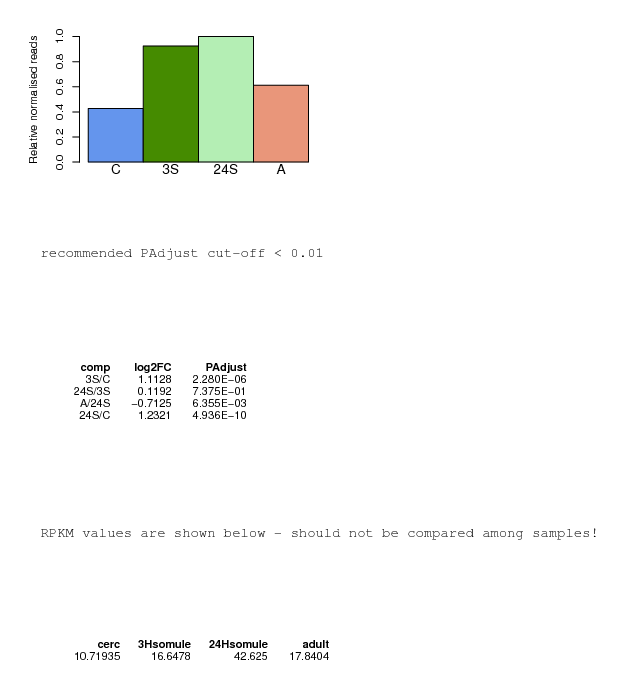 Relative normalised reads
1.0
0.8
0.6
0.4
0.2
0.0
C 3S 24S A
recommended PAdjust cut-off < 0.01
comp log2FC PAdjust
3S/C 1.1128 2.280E-06
24S/3S 0.1192 7.375E-01
A/24S -0.7125 6.355E-03
24S/C 1.2321 4.936E-10
RPKM values are shown below - should not be compared among samples!
cerc 3Hsomule 24Hsomule adult
10.71935 16.6478 42.625 17.8404